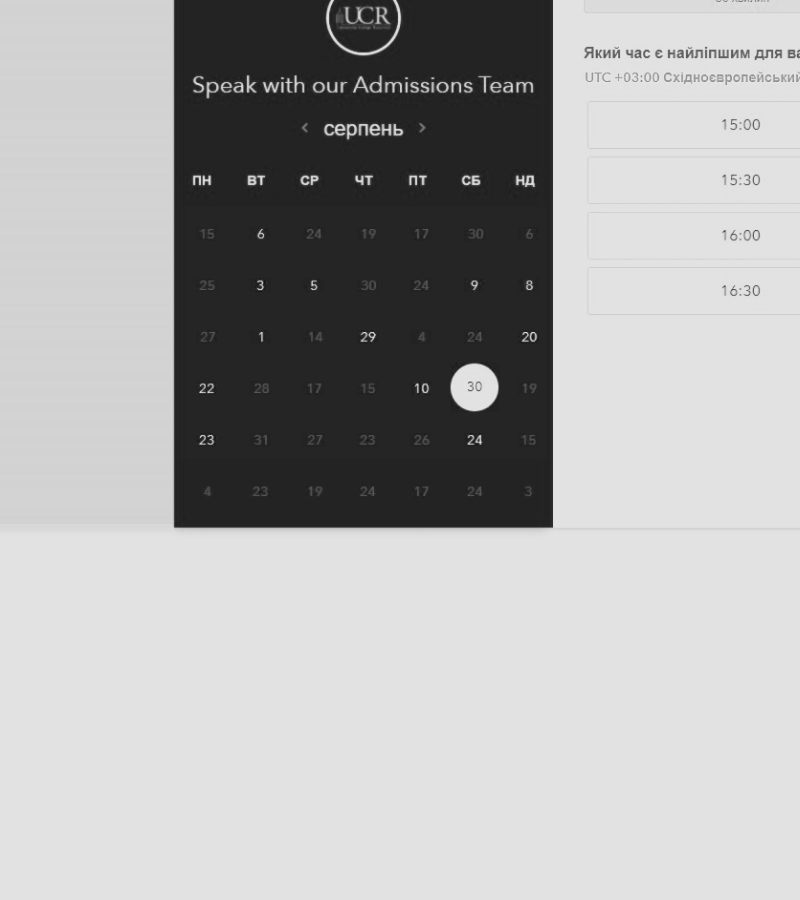 UCR
Speak with our Admissions Team
< серпень >
ПН ВТ СР ЧТ ПТ СБ НД
15 6 24 19 17 30 6
25 3 5 30 24 9 8
27 1 14 29 4 24 20
22 28 17 15 10 30 19
23 31 27 23 26 24 15
4 23 19 24 17 24 3
Який час є найліпшим для ва
UTC +03:00 Східноєвропейський
15:00
15:30
16:00
16:30